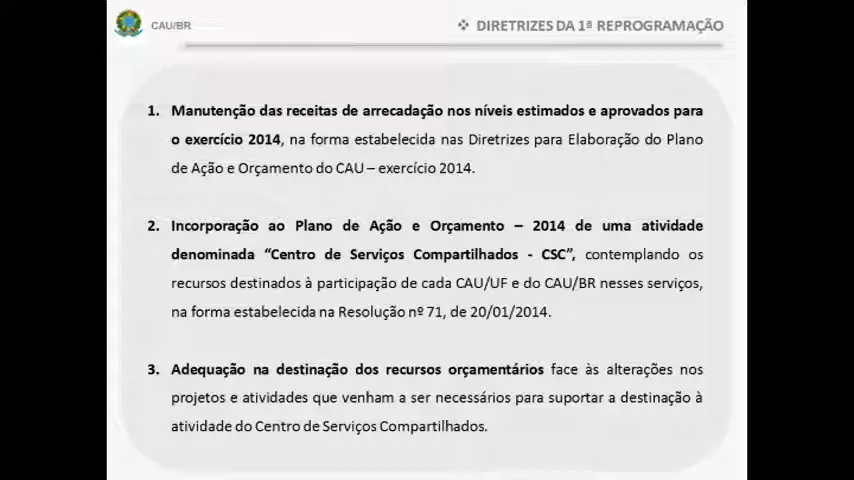 CAU/BR
❖ DIRETRIZES DA 1ª REPROGRAMAÇÃO
1. Manutenção das receitas de arrecadação nos níveis estimados e aprovados para
o exercício 2014, na forma estabelecida nas Diretrizes para Elaboração do Plano
de Ação e Orçamento do CAU – exercício 2014.
2. Incorporação ao Plano de Ação e Orçamento – 2014 de uma atividade
denominada “Centro de Serviços Compartilhados - CSC”, contemplando os
recursos destinados à participação de cada CAU/UF e do CAU/BR nesses serviços,
na forma estabelecida na Resolução nº 71, de 20/01/2014.
3. Adequação na destinação dos recursos orçamentários face às alterações nos
projetos e atividades que venham a ser necessários para suportar a destinação à
atividade do Centro de Serviços Compartilhados.